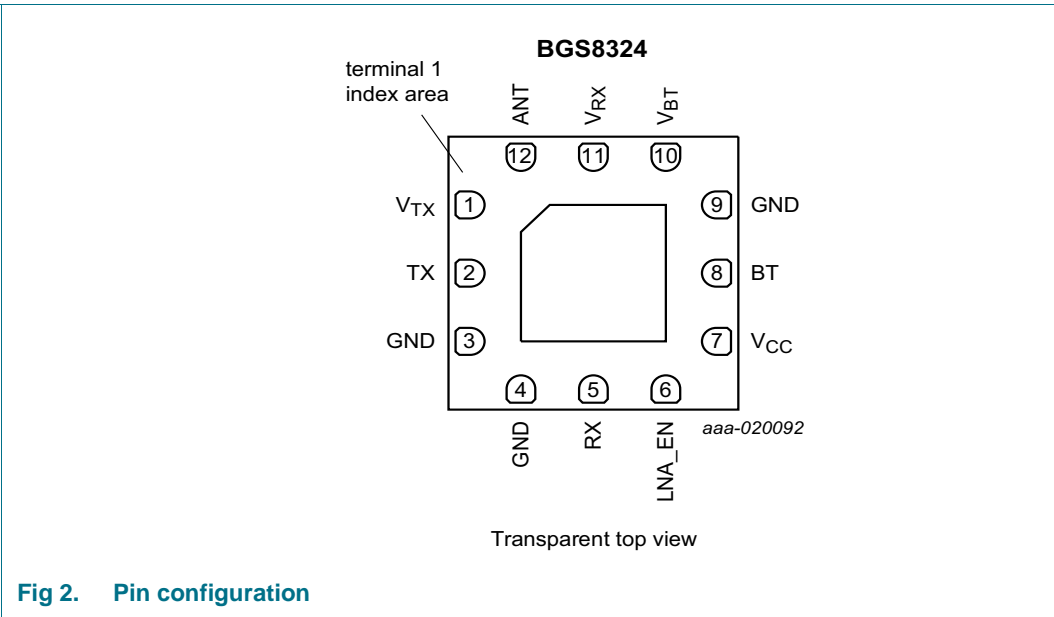 BGS8324
terminal 1
index area
ANT
VRX
VBT
12
11
10
VTX
1
9
GND
TX
2
8
BT
GND
3
7
VCC
4
5
6
GND
RX
LNA_EN
aaa-020092
Transparent top view
Fig 2. Pin configuration